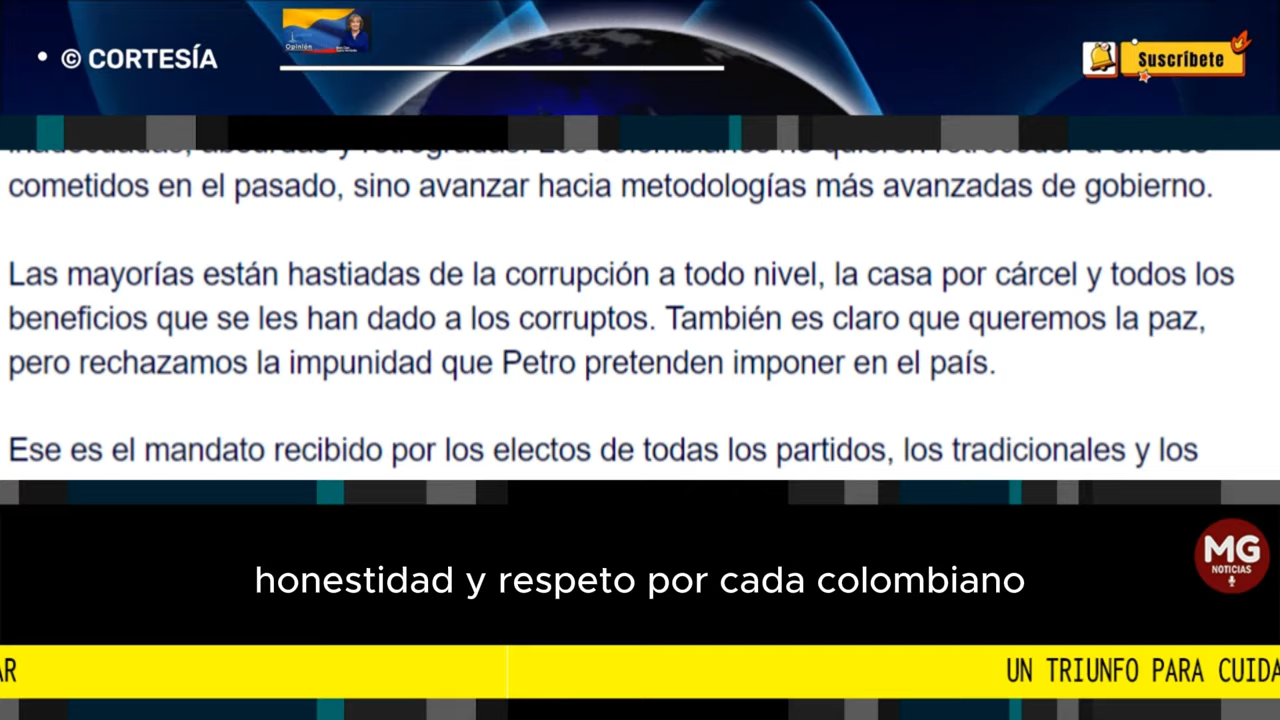 • © CORTESÍA
Opinión
Suscríbete
cometidos en el pasado, sino avanzar hacia metodologías más avanzadas de gobierno.
Las mayorías están hastiadas de la corrupción a todo nivel, la casa por cárcel y todos los
beneficios que se les han dado a los corruptos. También es claro que queremos la paz,
pero rechazamos la impunidad que Petro pretenden imponer en el país.
Ese es el mandato recibido por los electos de todas los partidos, los tradicionales y los
MG
NOTICIAS
honestidad y respeto por cada colombiano
AR
UN TRIUNFO PARA CUIDA